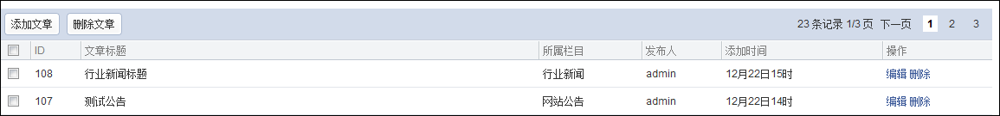 添加文章 删除文章 23 条记录 1/3 页 下一页 1 2 3
ID 文章标题 所属栏目 发布人 添加时间 操作
108 行业新闻标题 行业新闻 admin 12月22日15时 编辑 删除
107 测试公告 网站公告 admin 12月22日14时 编辑 删除